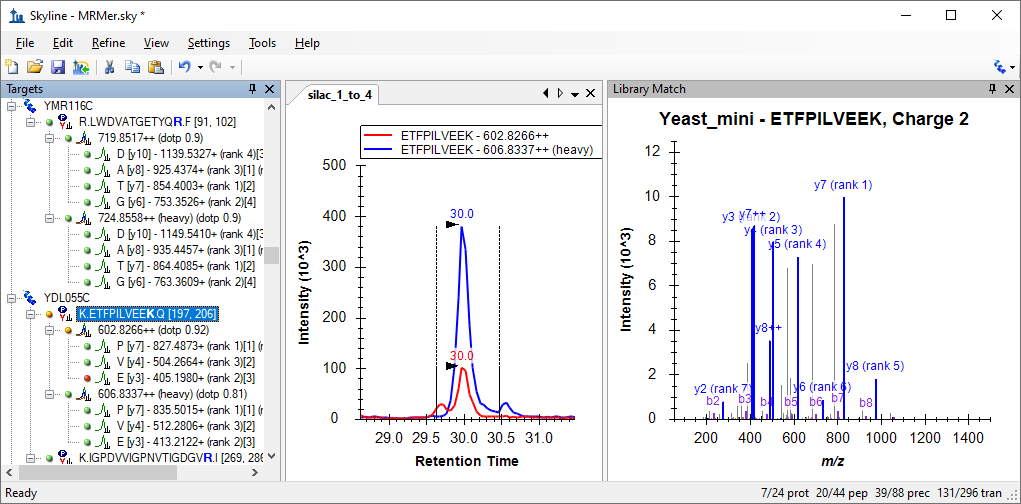 Skyline - MRMer.sky *
File Edit Refine View Settings Tools Help
Targets
YMR116C
R.LWDVATGETYQR.F [91, 102]
719.8517++ (dotp 0.9)
D [y10] - 1139.5327+ (rank 4)[3
A [y8] - 925.4374+ (rank 3)[1] (r
T [y7] - 854.4003+ (rank 1)[2]
G [y6] - 753.3526+ (rank 2)[4]
724.8558++ (heavy) (dotp 0.9)
D [y10] - 1149.5410+ (rank 4)[3
A [y8] - 935.4457+ (rank 3)[1] (r
T [y7] - 864.4085+ (rank 1)[2]
G [y6] - 763.3609+ (rank 2)[4]
YDL055C
K.ETFPILVEEK.Q [197, 206]
602.8266++ (dotp 0.92)
P [y7] - 827.4873+ (rank 1)[1] (r
V [y4] - 504.2664+ (rank 3)[2]
E [y3] - 405.1980+ (rank 2)[3]
606.8337++ (heavy) (dotp 0.81)
P [y7] - 835.5015+ (rank 1)[1] (r
V [y4] - 512.2806+ (rank 3)[2]
E [y3] - 413.2122+ (rank 2)[3]
K.IGPDVVIGPNVTIGDGVR.I [269, 286
silac_1_to_4
ETFPILVEEK - 602.8266++
ETFPILVEEK - 606.8337++ (heavy)
Intensity (10^3)
500
400
300
200
100
0
30.0
30.0
29.0 29.5 30.0 30.5 31.0
Retention Time
Library Match
Yeast_mini - ETFPILVEEK, Charge 2
Intensity (10^3)
12
10
8
6
4
2
0
y7 (rank 1)
y7++
y3 (rank 2)
y4 (rank 3)
y5 (rank 4)
y8++
y8 (rank 5)
y2 (rank 7)
y6 (rank 6)
b2 b3 b4 b5 b6 b7 b8
200 400 600 800 1000 1200 1400
m/z
Ready
7/24 prot 20/44 pep 39/88 prec 131/296 tran